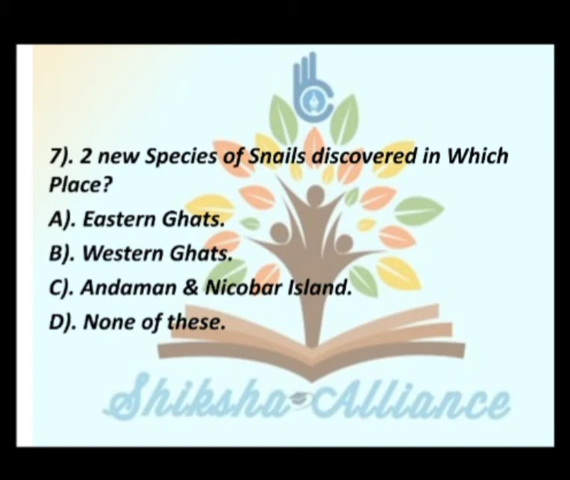 7). 2 new Species of Snails discovered in Which
Place?
A). Eastern Ghats.
B). Western Ghats.
C). Andaman & Nicobar Island.
D). None of these.
Shiksha Alliance